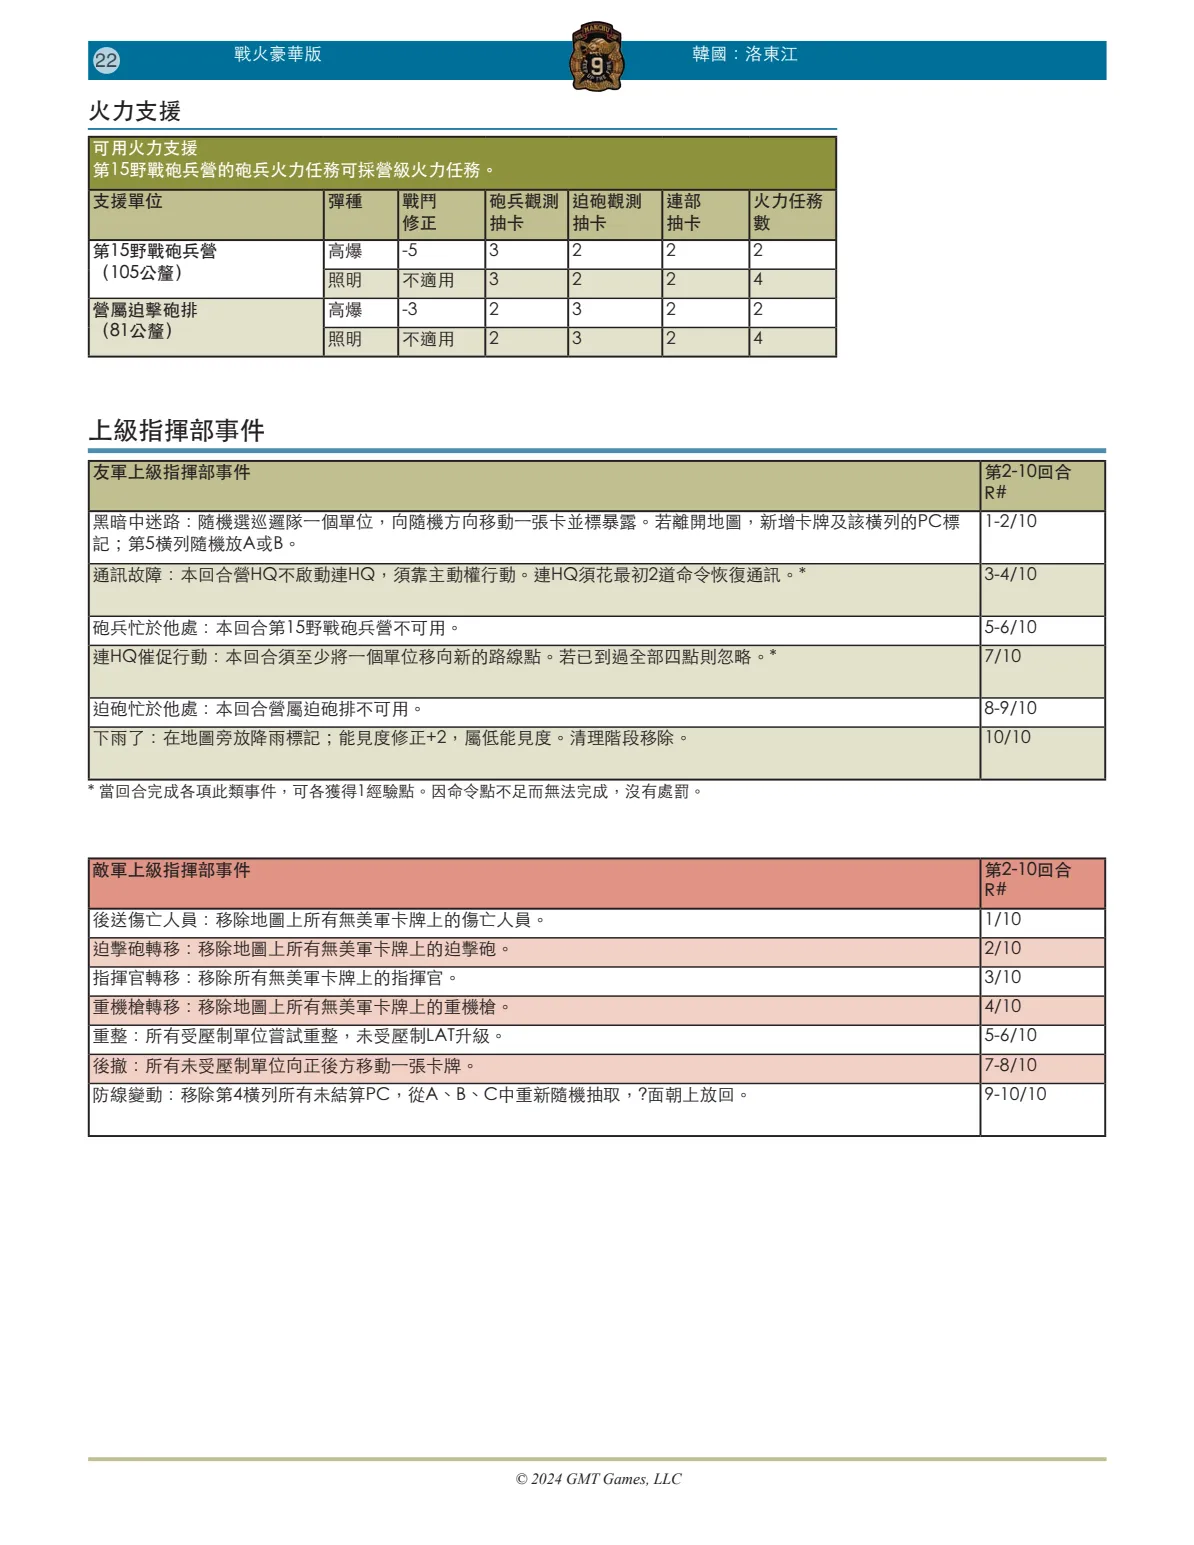 22
戰火豪華版
MANCHU
9
韓國：洛東江
火力支援
可用火力支援
第15野戰砲兵營的砲兵火力任務可採營級火力任務。
支援單位 彈種 戰鬥修正 砲兵觀測抽卡 迫砲觀測抽卡 連部抽卡 火力任務數
第15野戰砲兵營（105公釐） 高爆 -5 3 2 2 2
照明 不適用 3 2 2 4
營屬迫擊砲排（81公釐） 高爆 -3 2 3 2 2
照明 不適用 2 3 2 4
上級指揮部事件
友軍上級指揮部事件 第2-10回合 R#
黑暗中迷路：隨機選巡邏隊一個單位，向隨機方向移動一張卡並標暴露。若離開地圖，新增卡牌及該橫列的PC標 1-2/10
記；第5橫列隨機放A或B。
通訊故障：本回合營HQ不啟動連HQ，須靠主動權行動。連HQ須花最初2道命令恢復通訊。* 3-4/10
砲兵忙於他處：本回合第15野戰砲兵營不可用。 5-6/10
連HQ催促行動：本回合須至少將一個單位移向新的路線點。若已到過全部四點則忽略。* 7/10
迫砲忙於他處：本回合營屬迫砲排不可用。 8-9/10
下雨了：在地圖旁放降雨標記；能見度修正+2，屬低能見度。清理階段移除。 10/10
* 當回合完成各項此類事件，可各獲得1經驗點。因命令點不足而無法完成，沒有處罰。
敵軍上級指揮部事件 第2-10回合 R#
後送傷亡人員：移除地圖上所有無美軍卡牌上的傷亡人員。 1/10
迫擊砲轉移：移除地圖上所有無美軍卡牌上的迫擊砲。 2/10
指揮官轉移：移除所有無美軍卡牌上的指揮官。 3/10
重機槍轉移：移除地圖上所有無美軍卡牌上的重機槍。 4/10
重整：所有受壓制單位嘗試重整，未受壓制LAT升級。 5-6/10
後撤：所有未受壓制單位向正後方移動一張卡牌。 7-8/10
防線變動：移除第4橫列所有未結算PC，從A、B、C中重新隨機抽取，?面朝上放回。 9-10/10
© 2024 GMT Games, LLC